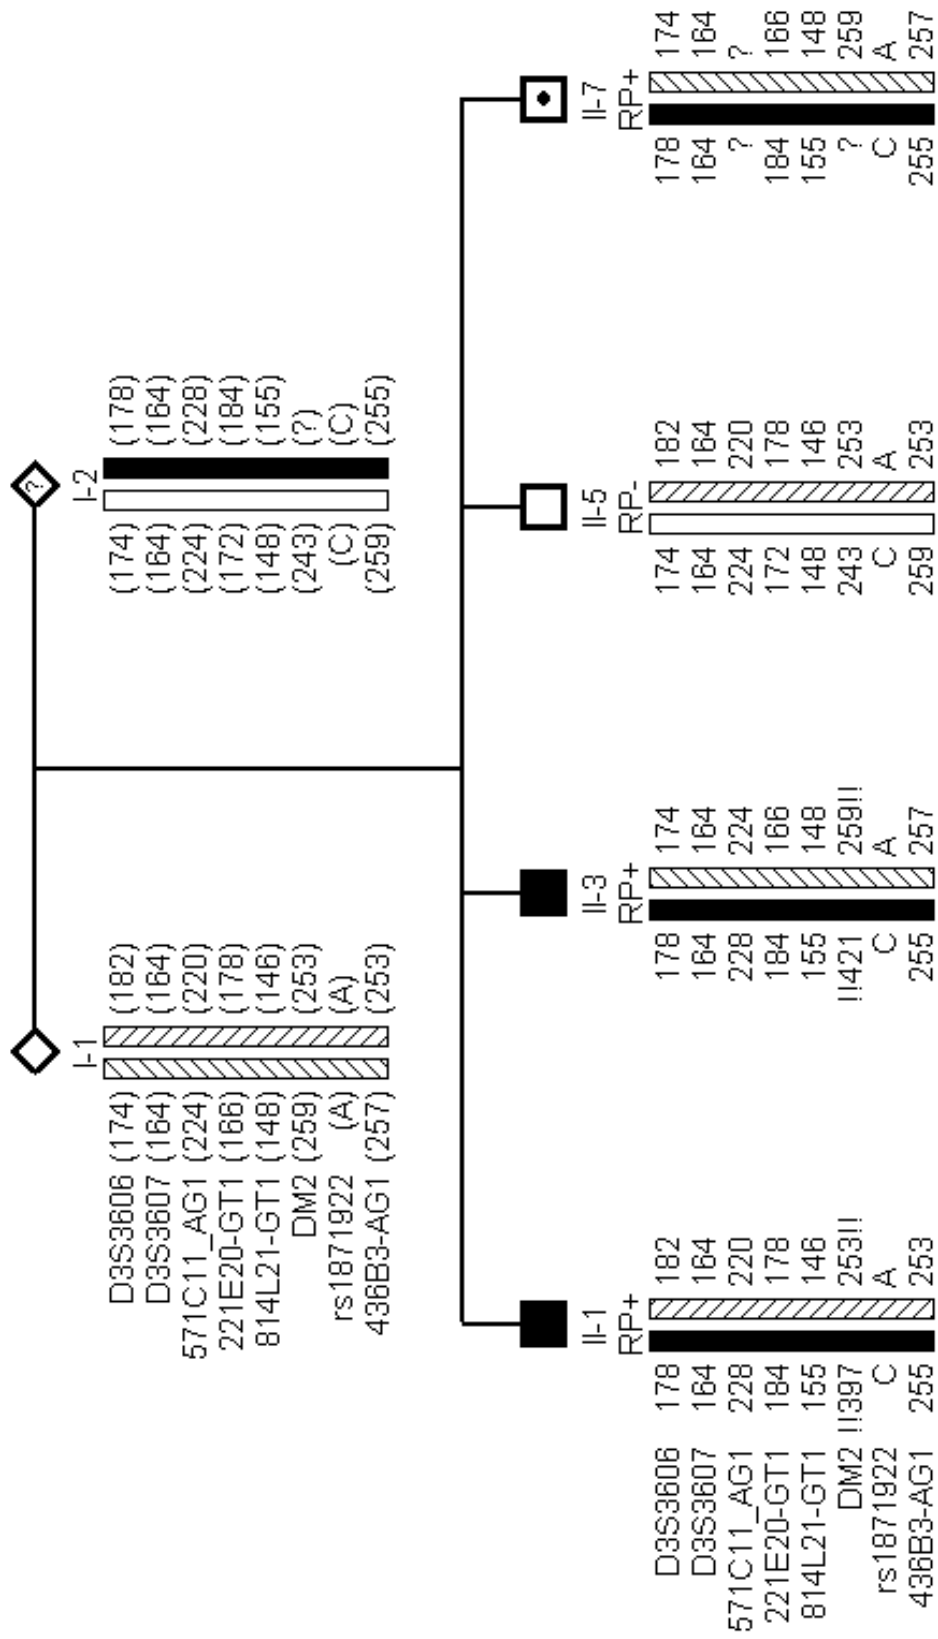 ?
I-1
I-2
D3S3606 (174) (182) (174) (178)
D3S3607 (164) (164) (164) (164)
571C11_AG1 (224) (220) (224) (228)
221E20-GT1 (166) (178) (172) (184)
814L21-GT1 (148) (146) (148) (155)
DM2 (259) (253) (243) (?)
rs1871922 (A) (A) (C) (C)
436B3-AG1 (257) (253) (259) (255)
II-1 II-3 II-5 II-7
RP+ RP+ RP- RP+
D3S3606 178 182 178 174 174 182 178 174
D3S3607 164 164 164 164 164 164 164 164
571C11_AG1 228 220 228 224 224 220 ? ?
221E20-GT1 184 178 184 166 172 178 184 166
814L21-GT1 155 146 155 148 148 146 155 148
DM2 !!397 253!! !!421 259!! 243 253 ? 259
rs1871922 C A C A C A C A
436B3-AG1 255 253 255 257 259 253 255 257